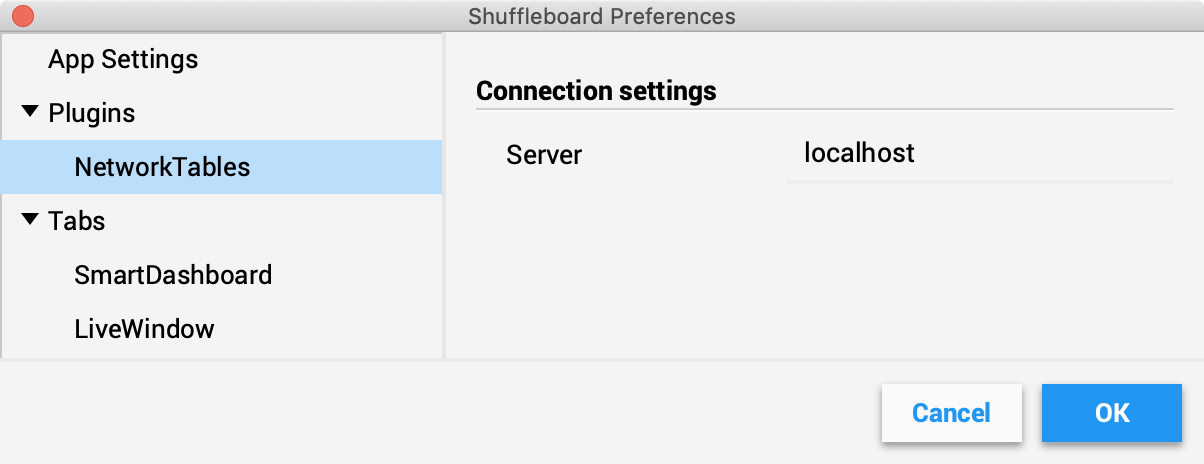 Shuffleboard Preferences
App Settings
Plugins
NetworkTables
Tabs
SmartDashboard
LiveWindow
Connection settings
Server localhost
Cancel OK